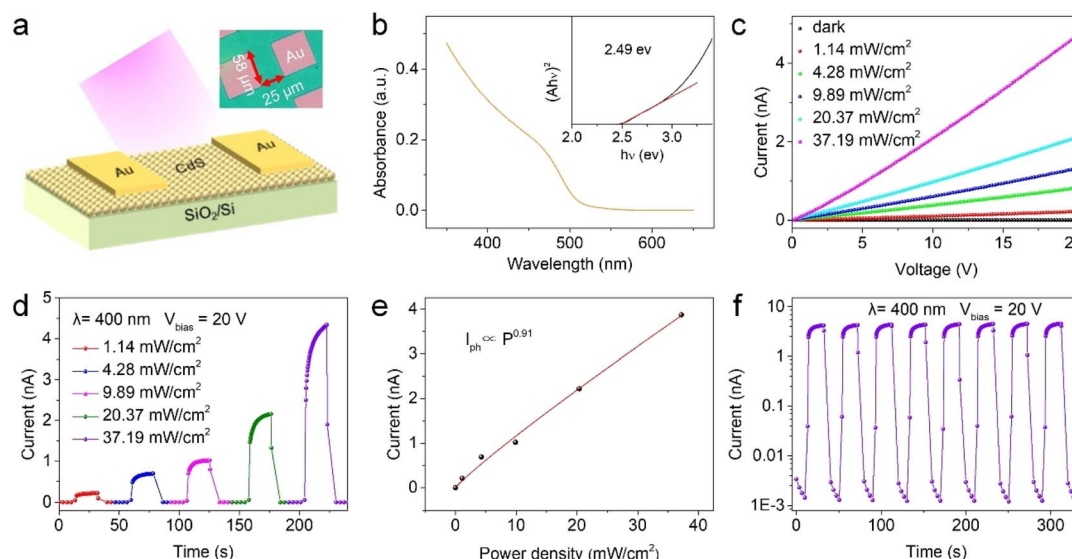 a
58 μm
25 μm
Au
Au
CdS
Au
SiO2/Si
b
Absorbance (a.u.)
0.4
0.2
0.0
400
500
600
Wavelength (nm)
2.49 ev
(Ahν)²
2.0
2.5
3.0
hν (ev)
c
Current (nA)
4
2
0
dark
1.14 mW/cm²
4.28 mW/cm²
9.89 mW/cm²
20.37 mW/cm²
37.19 mW/cm²
0
5
10
15
20
Voltage (V)
d
Current (nA)
5
4
3
2
1
0
λ= 400 nm V_bias = 20 V
1.14 mW/cm²
4.28 mW/cm²
9.89 mW/cm²
20.37 mW/cm²
37.19 mW/cm²
0
50
100
150
200
Time (s)
e
Current (nA)
4
3
2
1
0
I_ph∝ P^0.91
0
10
20
30
40
Power density (mW/cm²)
f
Current (nA)
10
1
0.1
0.01
1E-3
λ= 400 nm V_bias = 20 V
0
100
200
300
Time (s)